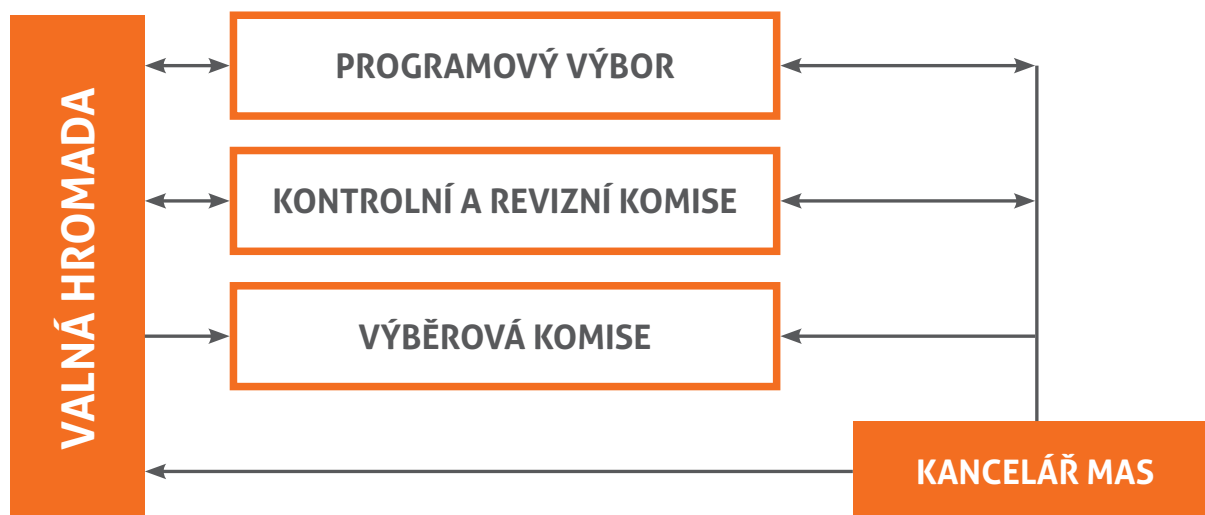 VALNÁ HROMADA
PROGRAMOVÝ VÝBOR
KONTROLNÍ A REVIZNÍ KOMISE
VÝBĚROVÁ KOMISE
KANCELÁŘ MAS